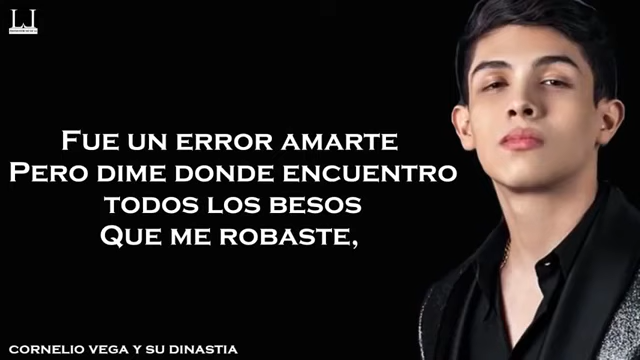 FUE UN ERROR AMARTE
PERO DIME DONDE ENCUENTRO
TODOS LOS BESOS
QUE ME ROBASTE,
CORNELIO VEGA Y SU DINASTIA